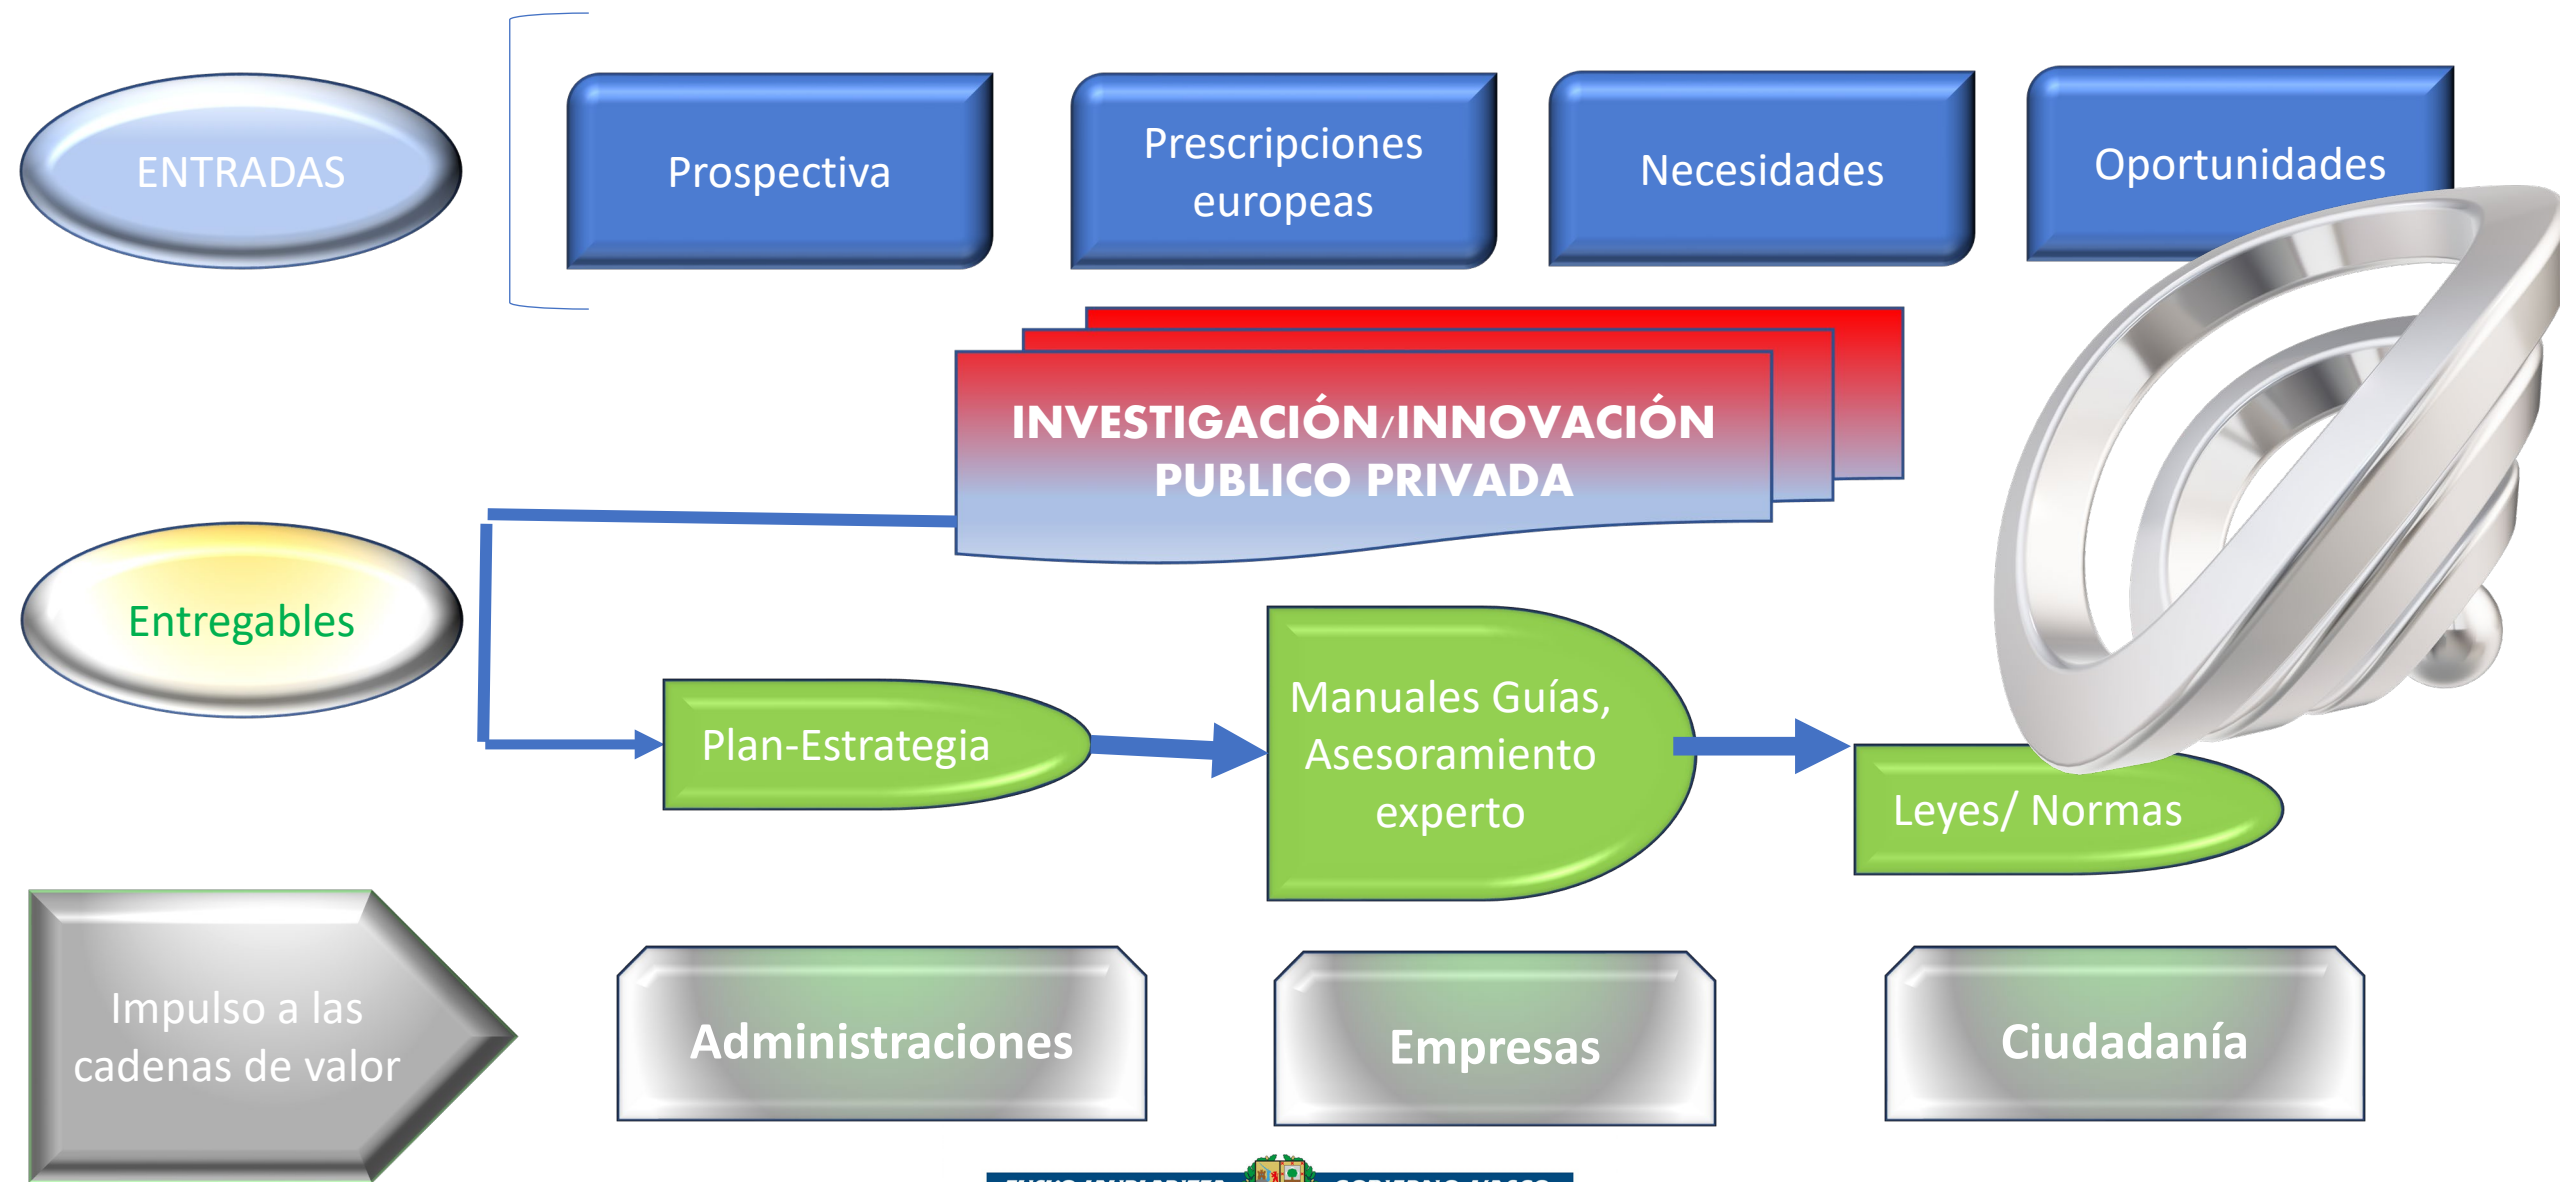 ENTRADAS
Prospectiva
Prescripciones
europeas
Necesidades
Oportunidades
INVESTIGACIÓN/INNOVACIÓN
PUBLICO PRIVADA
Entregables
Plan-Estrategia
Manuales Guías,
Asesoramiento
experto
Leyes/ Normas
Impulso a las
cadenas de valor
Administraciones
Empresas
Ciudadanía